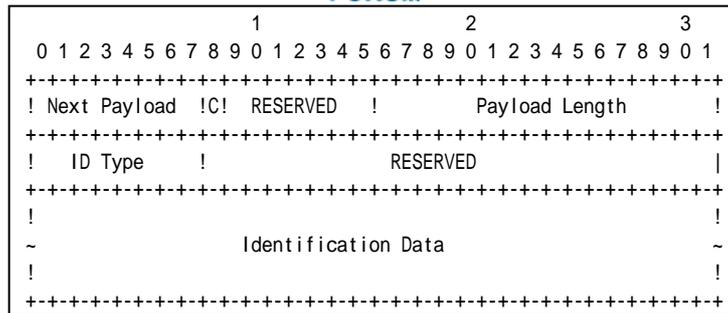 1 2 3
0 1 2 3 4 5 6 7 8 9 0 1 2 3 4 5 6 7 8 9 0 1 2 3 4 5 6 7 8 9 0 1
+-+-+-+-+-+-+-+-+-+-+-+-+-+-+-+-+-+-+-+-+-+-+-+-+-+-+-+-+-+-+-+-+
! Next Payload !C! RESERVED ! Payload Length !
+-+-+-+-+-+-+-+-+-+-+-+-+-+-+-+-+-+-+-+-+-+-+-+-+-+-+-+-+-+-+-+-+
! ID Type ! RESERVED |
+-+-+-+-+-+-+-+-+-+-+-+-+-+-+-+-+-+-+-+-+-+-+-+-+-+-+-+-+-+-+-+-+
! !
~ Identification Data ~
! !
+-+-+-+-+-+-+-+-+-+-+-+-+-+-+-+-+-+-+-+-+-+-+-+-+-+-+-+-+-+-+-+-+